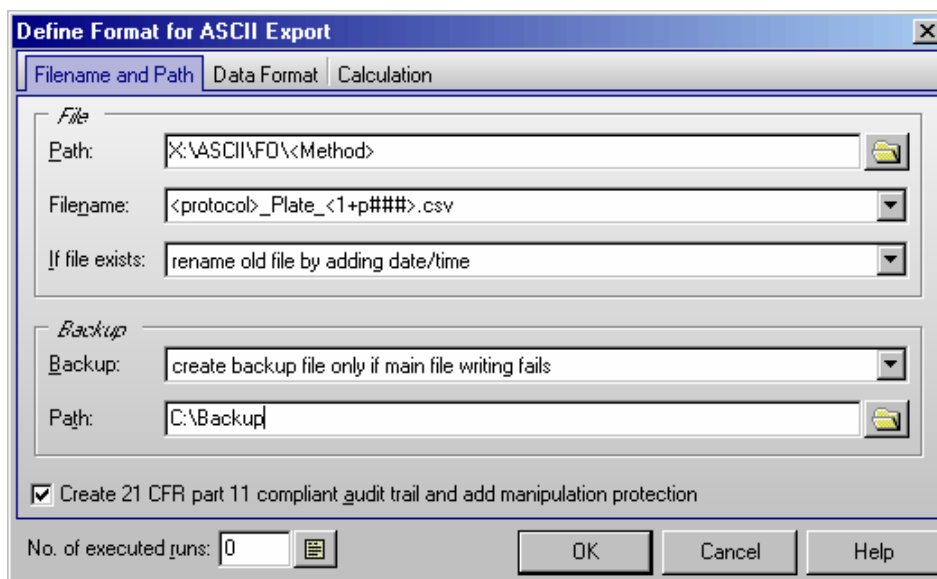 Define Format for ASCII Export
Filename and Path Data Format Calculation
File
Path: X:\ASCII\FO\<Method>
Filename: <protocol>_Plate_<1+p###>.csv
If file exists: rename old file by adding date/time
Backup
Backup: create backup file only if main file writing fails
Path: C:\Backup
Create 21 CFR part 11 compliant audit trail and add manipulation protection
No. of executed runs: 0 OK Cancel Help